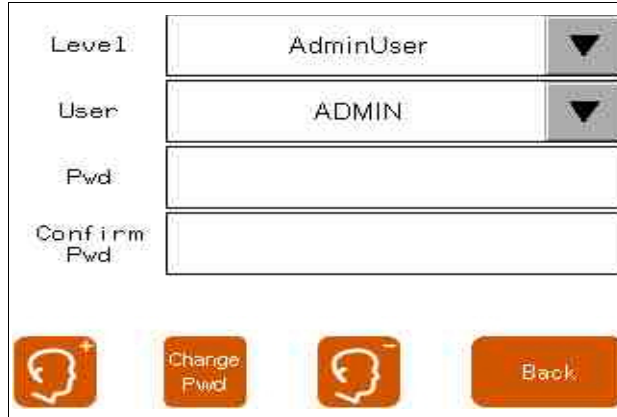 Level AdminUser
User ADMIN
Pwd
Confirm
Pwd
Change
Pwd
Back